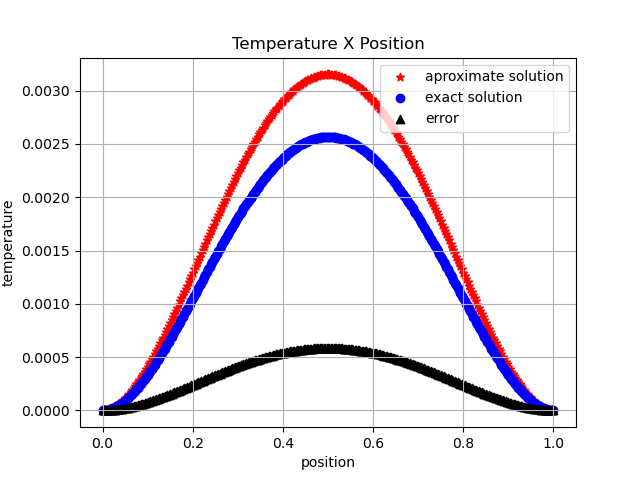 Temperature X Position
aproximate solution
exact solution
error
0.0030
0.0025
0.0020
0.0015
0.0010
0.0005
0.0000
temperature
0.0 0.2 0.4 0.6 0.8 1.0
position